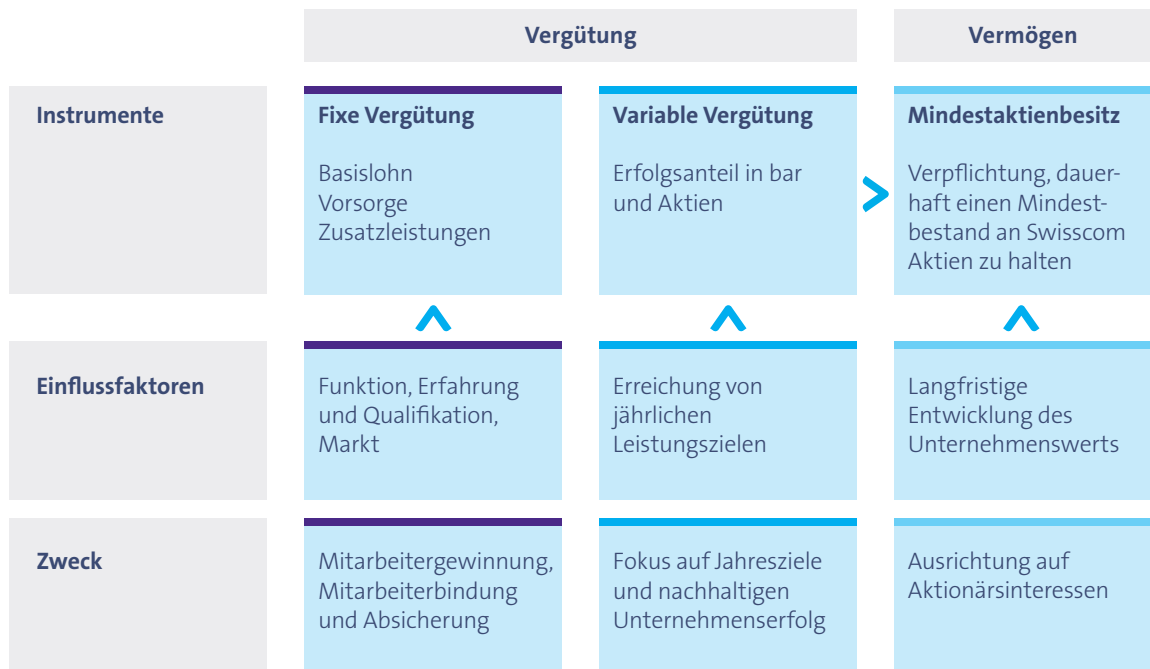 Vergütung
Vermögen
Instrumente
Fixe Vergütung
Basislohn
Vorsorge
Zusatzleistungen
Variable Vergütung
Erfolgsanteil in bar
und Aktien
Mindestaktienbesitz
Verpflichtung, dauer-
haft einen Mindest-
bestand an Swisscom
Aktien zu halten
Einflussfaktoren
Funktion, Erfahrung
und Qualifikation,
Markt
Erreichung von
jährlichen
Leistungszielen
Langfristige
Entwicklung des
Unternehmenswerts
Zweck
Mitarbeitergewinnung,
Mitarbeiterbindung
und Absicherung
Fokus auf Jahresziele
und nachhaltigen
Unternehmenserfolg
Ausrichtung auf
Aktionärsinteressen